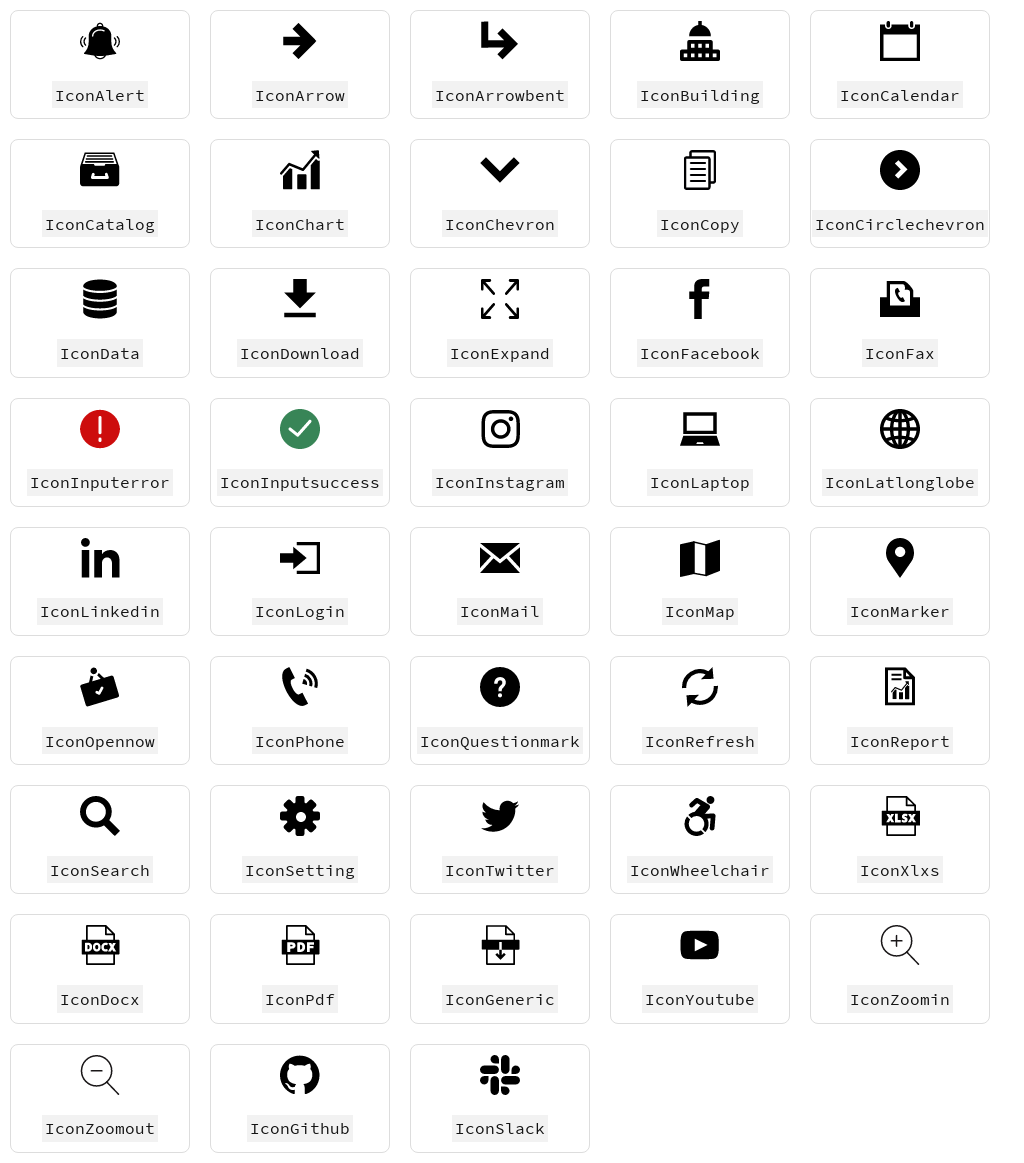 IconAlert
IconArrow
IconArrowbent
IconBuilding
IconCalendar
IconCatalog
IconChart
IconChevron
IconCopy
IconCirclechevron
IconData
IconDownload
IconExpand
IconFacebook
IconFax
IconInputerror
IconInputsuccess
IconInstagram
IconLaptop
IconLatlonglobe
IconLinkedin
IconLogin
IconMail
IconMap
IconMarker
IconOpennow
IconPhone
IconQuestionmark
IconRefresh
IconReport
IconSearch
IconSetting
IconTwitter
IconWheelchair
XLSX
IconXlxs
DOCX
IconDocx
PDF
IconPdf
IconGeneric
IconYoutube
IconZoomin
IconZoomout
IconGithub
IconSlack